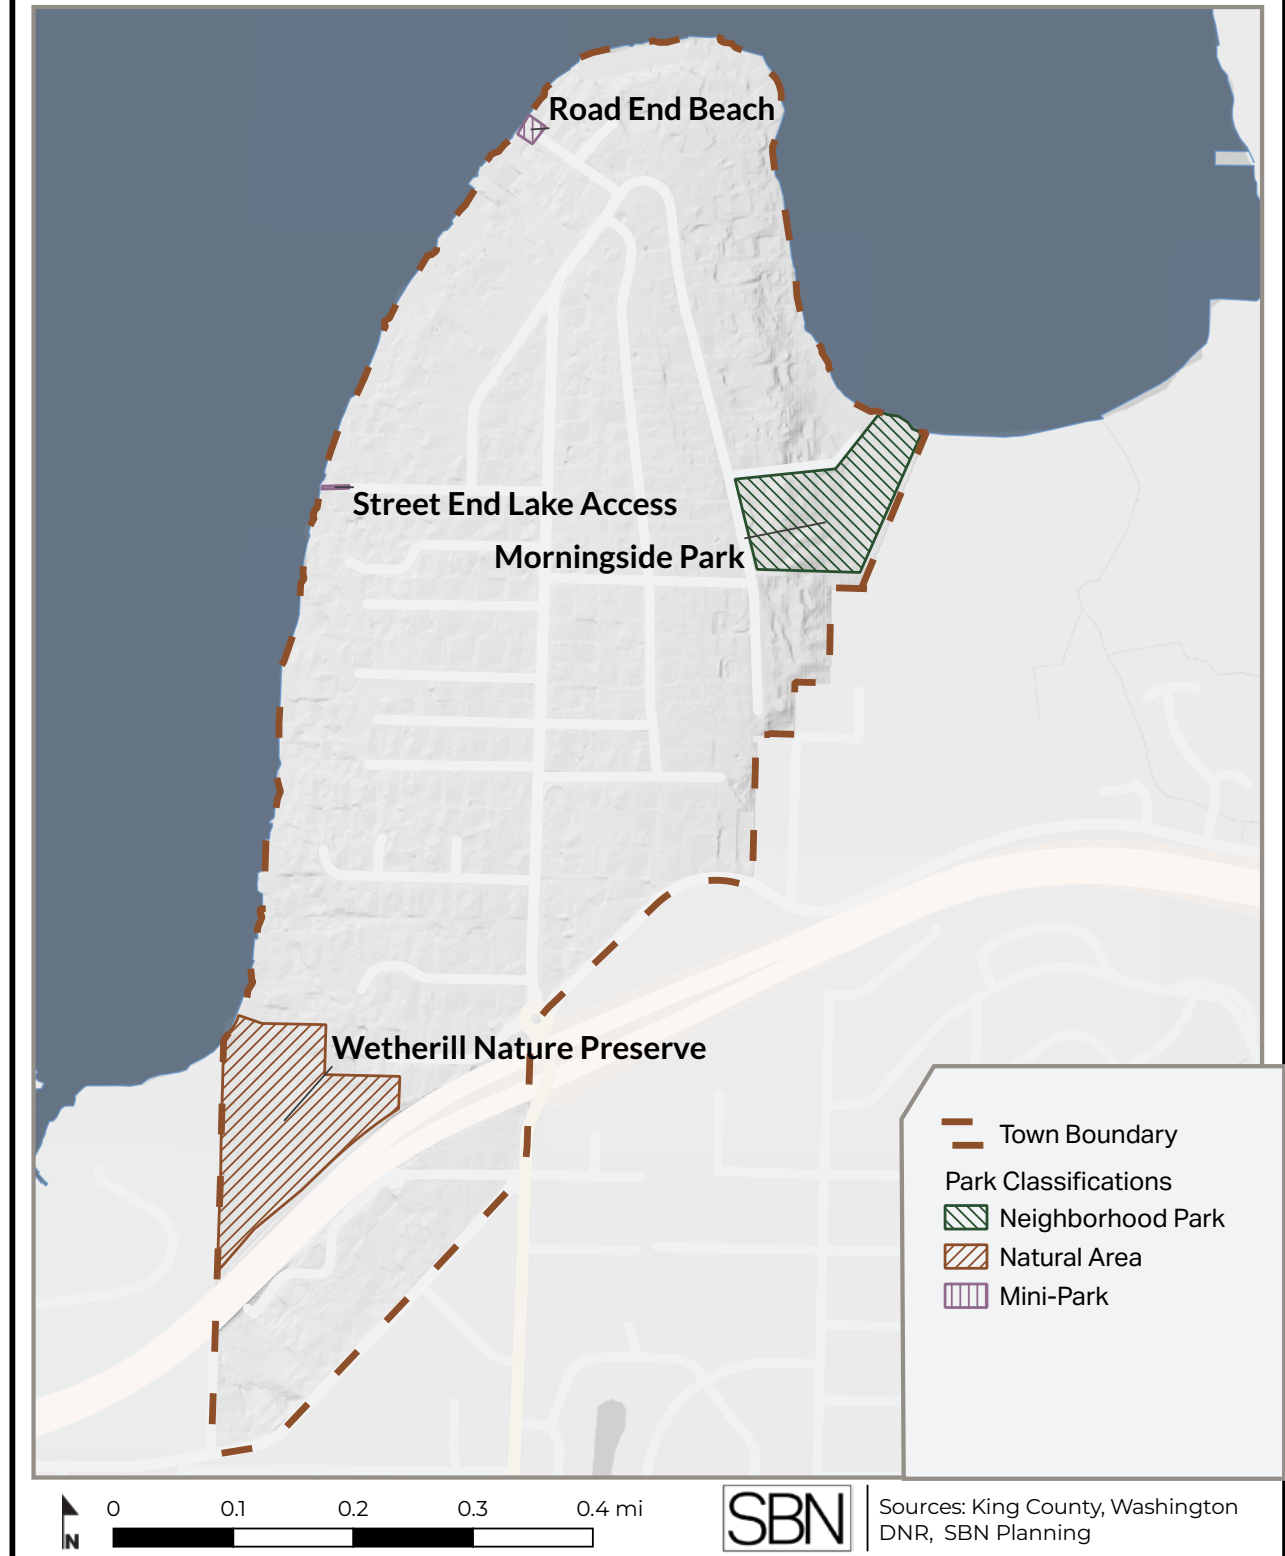 Road End Beach
Street End Lake Access
Morningside Park
Wetherill Nature Preserve
Town Boundary
Park Classifications
Neighborhood Park
Natural Area
Mini-Park
N
0 0.1 0.2 0.3 0.4 mi
SBN
Sources: King County, Washington
DNR, SBN Planning